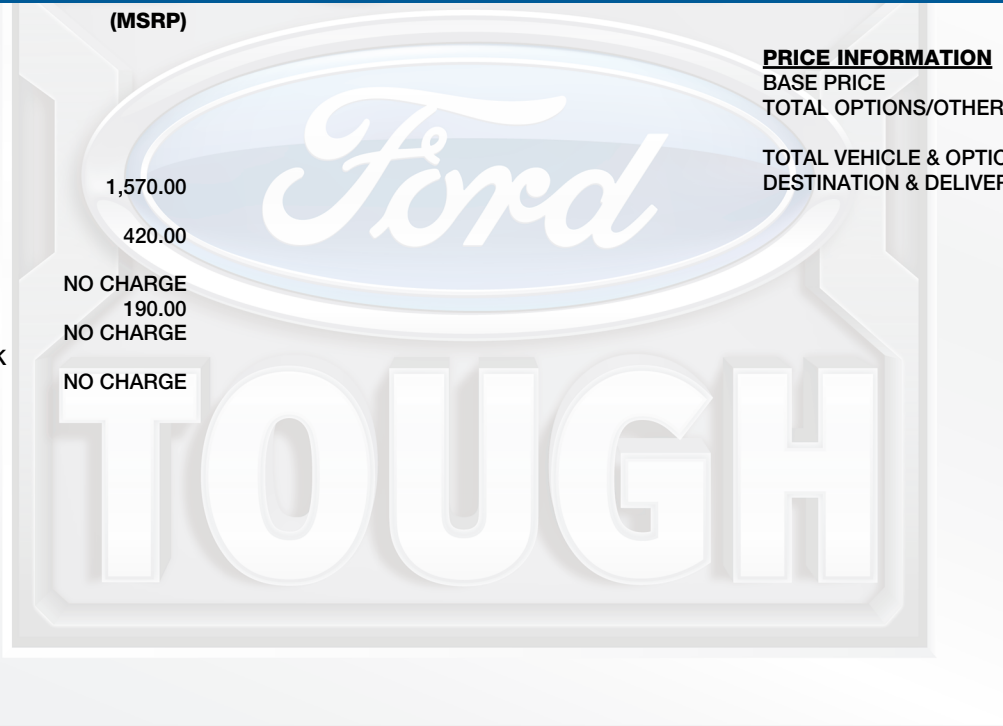 (MSRP)
1,570.00
420.00
NO CHARGE
190.00
NO CHARGE
K
NO CHARGE
PRICE INFORMATION
BASE PRICE
TOTAL OPTIONS/OTHER
TOTAL VEHICLE & OPTIO
DESTINATION & DELIVER
Ford
TOUGH